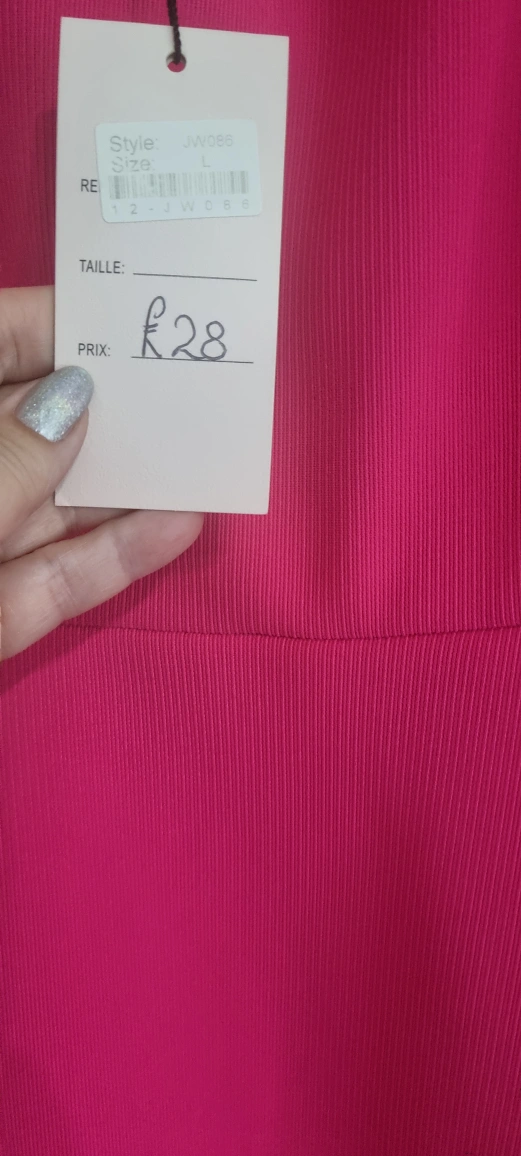 Style: JW086
Size: L
RE
12-JW086
TAILLE:
PRIX: £28